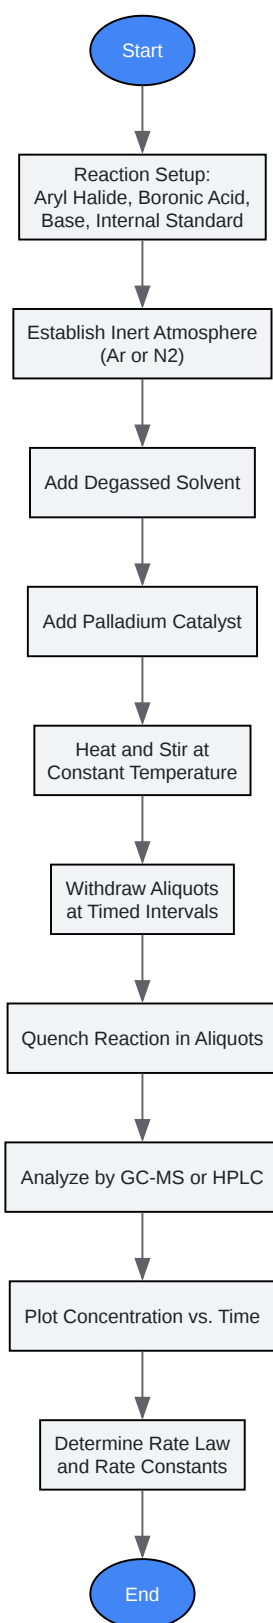 Start
Reaction Setup:
Aryl Halide, Boronic Acid,
Base, Internal Standard
Establish Inert Atmosphere
(Ar or N2)
Add Degassed Solvent
Add Palladium Catalyst
Heat and Stir at
Constant Temperature
Withdraw Aliquots
at Timed Intervals
Quench Reaction in Aliquots
Analyze by GC-MS or HPLC
Plot Concentration vs. Time
Determine Rate Law
and Rate Constants
End